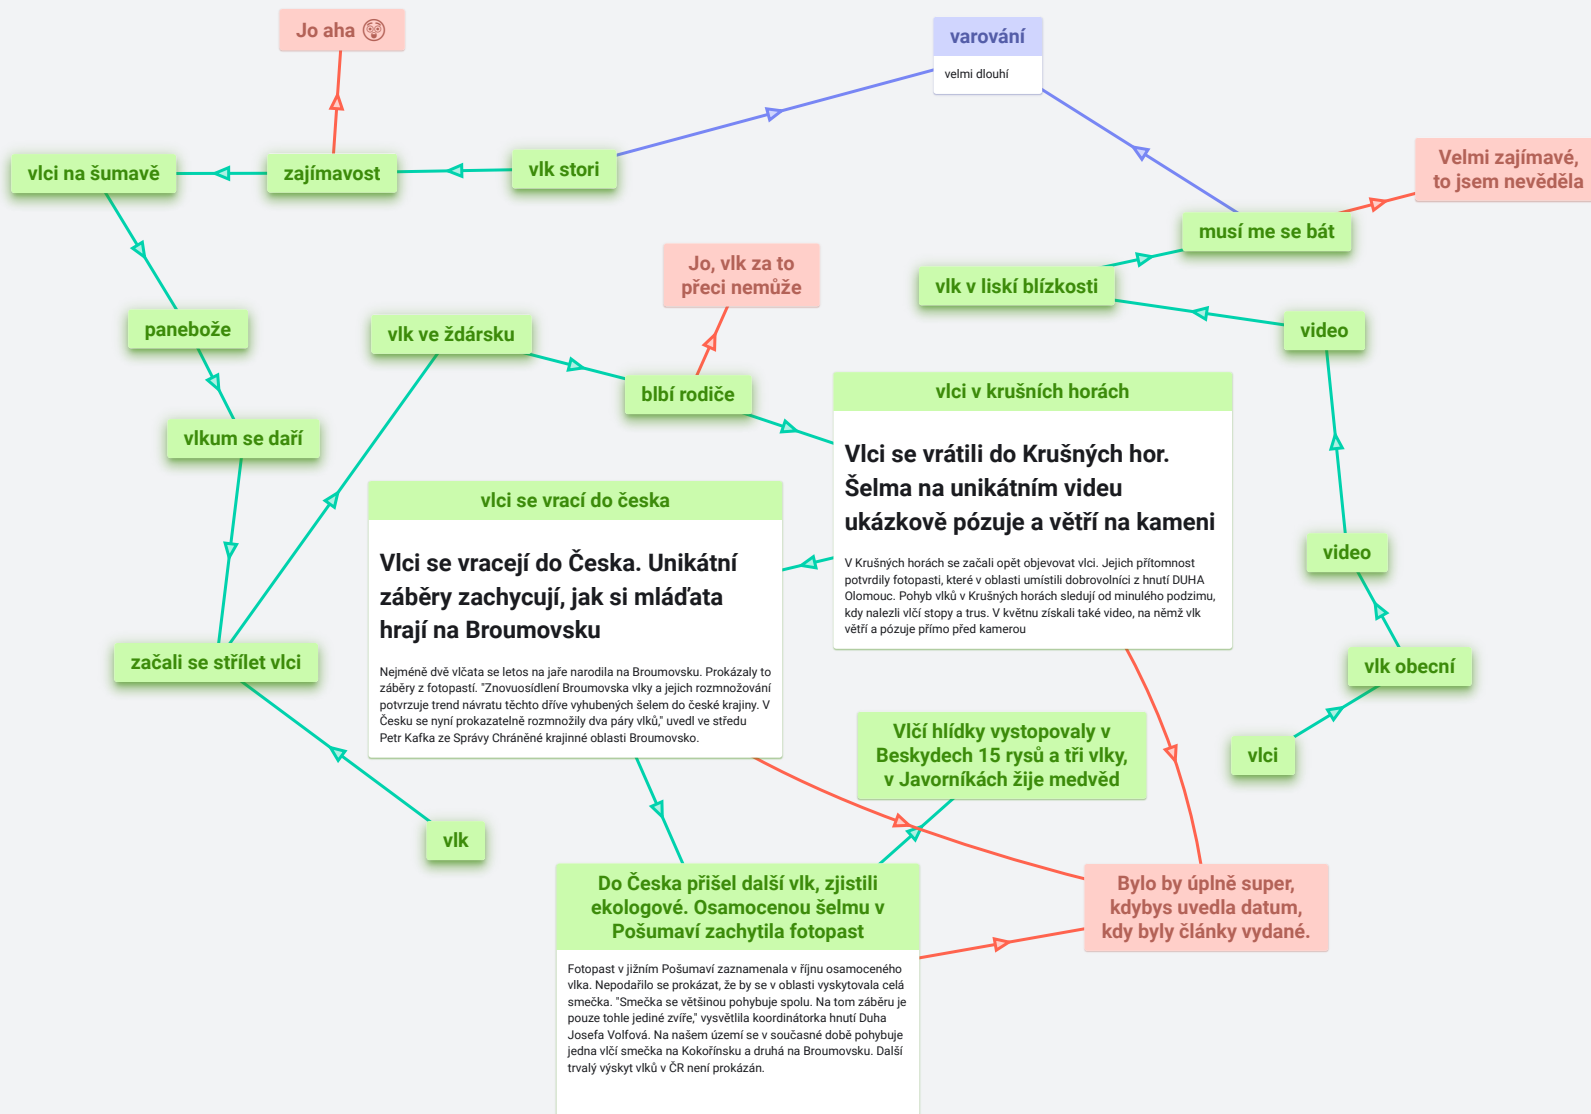 Jo aha
varování
velmi dlouhí
vlci na šumavě
zajímavost
vlk stori
Velmi zajímavé,
to jsem nevěděla
musí me se bát
Jo, vlk za to
přeci nemůže
vlk v liskí blízkosti
panebože
vlk ve ždársku
video
blbí rodiče
vlkum se daří
vlci v krušních horách
Vlci se vrátili do Krušných hor.
Šelma na unikátním videu
ukázkově pózuje a větří na kameni
V Krušných horách se začali opět objevovat vlci. Jejich přítomnost
potvrdily fotopasti, které v oblasti umístili dobrovolníci z hnutí DUHA
Olomouc. Pohyb vlků v Krušných horách sledují od minulého podzimu,
kdy nalezli vlčí stopy a trus. V květnu získali také video, na němž vlk
větří a pózuje přímo před kamerou
vlci se vrací do česka
Vlci se vracejí do Česka. Unikátní
záběry zachycují, jak si mláďata
hrají na Broumovsku
Nejméně dvě vlčata se letos na jaře narodila na Broumovsku. Prokázaly to
záběry z fotopastí. "Znovuosídlení Broumovska vlky a jejich rozmnožování
potvrzuje trend návratu těchto dříve vyhubených šelem do české krajiny. V
Česku se nyní prokazatelně rozmnožily dva páry vlků," uvedl ve středu
Petr Kafka ze Správy Chráněné krajinné oblasti Broumovsko.
video
začali se střílet vlci
vlk obecní
Vlčí hlídky vystopovaly v
Beskydech 15 rysů a tři vlky,
v Javorníkách žije medvěd
vlci
vlk
Do Česka přišel další vlk, zjistili
ekologové. Osamocenou šelmu v
Pošumaví zachytila fotopast
Fotopast v jižním Pošumaví zaznamenala v říjnu osamoceného
vlka. Nepodařilo se prokázat, že by se v oblasti vyskytovala celá
smečka. "Smečka se většinou pohybuje spolu. Na tom záběru je
pouze tohle jediné zvíře," vysvětlila koordinátorka hnutí Duha
Josefa Volfová. Na našem území se v současné době pohybuje
jedna vlčí smečka na Kokořínsku a druhá na Broumovsku. Další
trvalý výskyt vlků v ČR není prokázán.
Bylo by úplně super,
kdybys uvedla datum,
kdy byly články vydané.